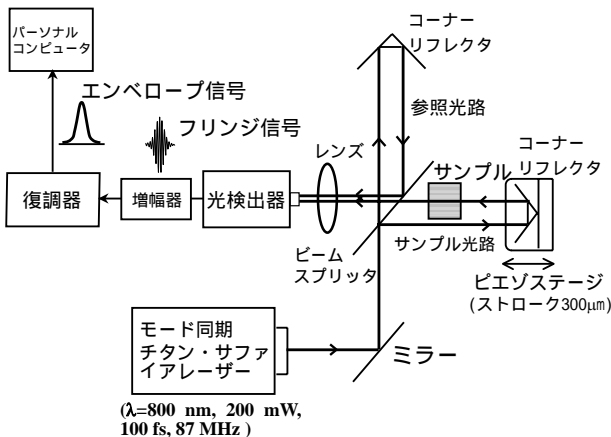 パーソナル
コンピュータ
エンベロープ信号
フリンジ信号
復調器
増幅器
光検出器
レンズ
ビーム
スプリッタ
コーナー
リフレクタ
参照光路
サンプル
コーナー
リフレクタ
サンプル光路
ピエゾステージ
(ストローク300μm)
モード同期
チタン・サファ
イアレーザー
ミラー
(λ=800 nm, 200 mW,
100 fs, 87 MHz )